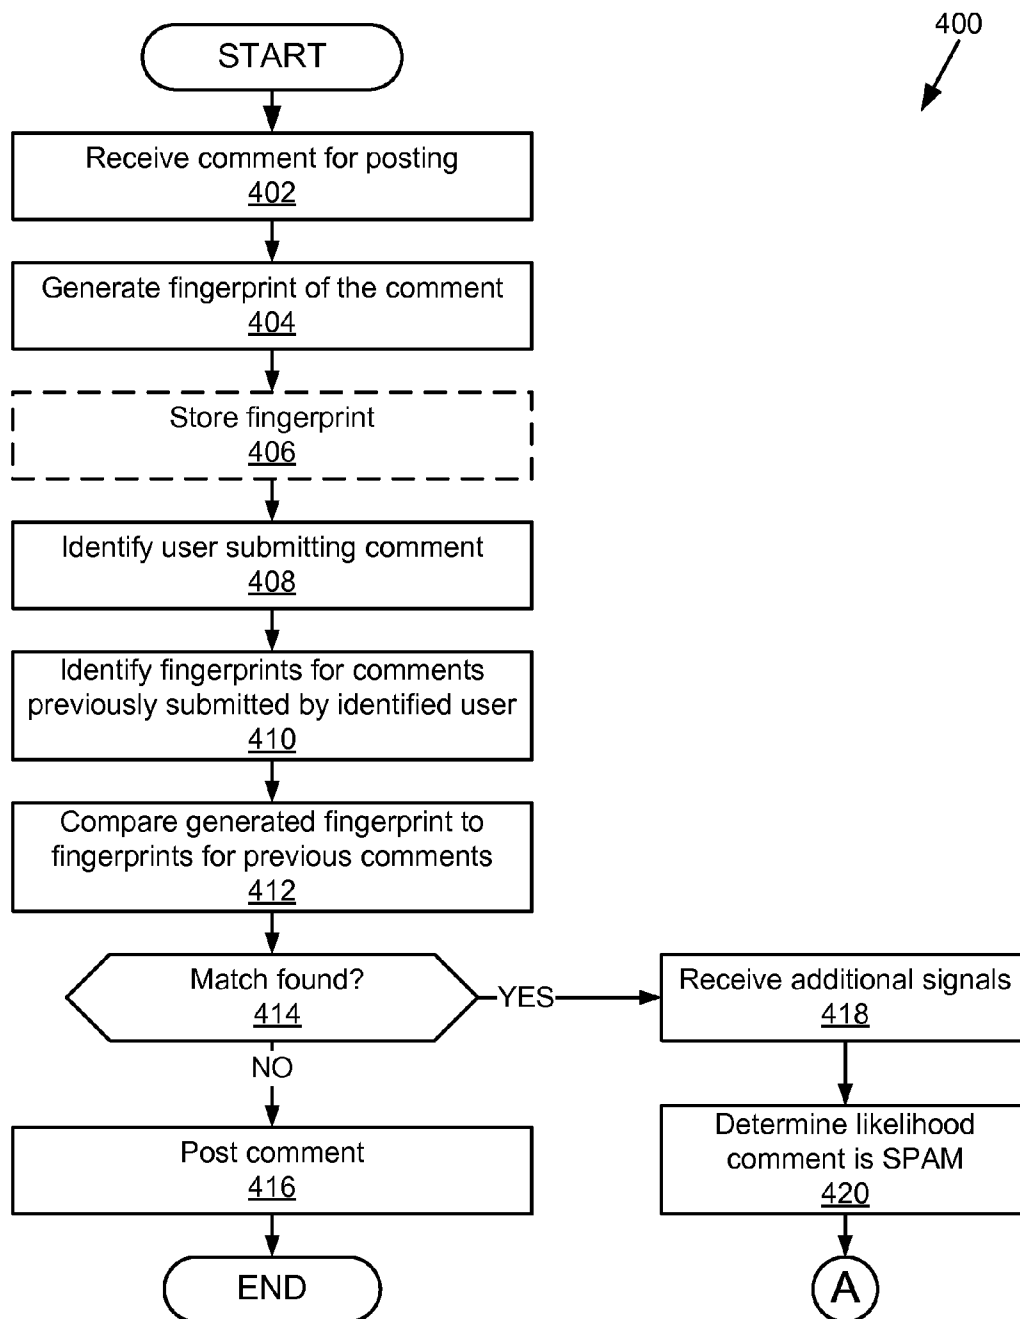 400
START
Receive comment for posting
402
Generate fingerprint of the comment
404
Store fingerprint
406
Identify user submitting comment
408
Identify fingerprints for comments
previously submitted by identified user
410
Compare generated fingerprint to
fingerprints for previous comments
412
Match found?
414
YES
Receive additional signals
418
NO
Post comment
416
Determine likelihood
comment is SPAM
420
END
A